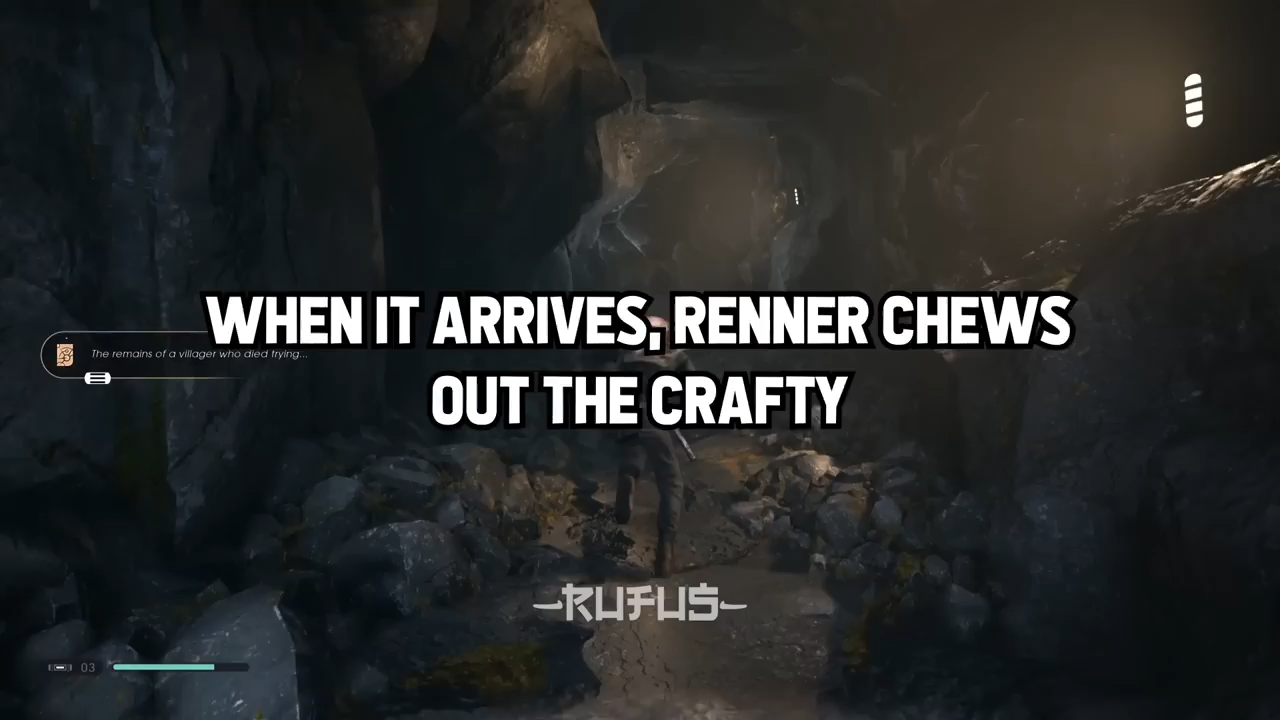 WHEN IT ARRIVES, RENNER CHEWS
OUT THE CRAFTY
The remains of a villager who died trying...
-RUFUS-
03